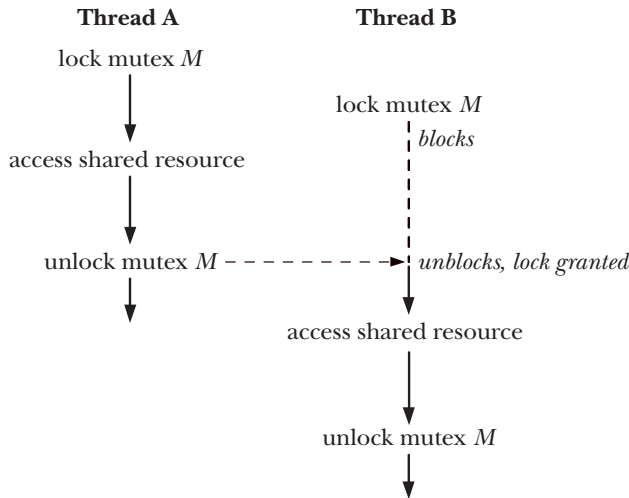 Thread A
Thread B
lock mutex M
lock mutex M
blocks
access shared resource
unlock mutex M
unblocks, lock granted
access shared resource
unlock mutex M